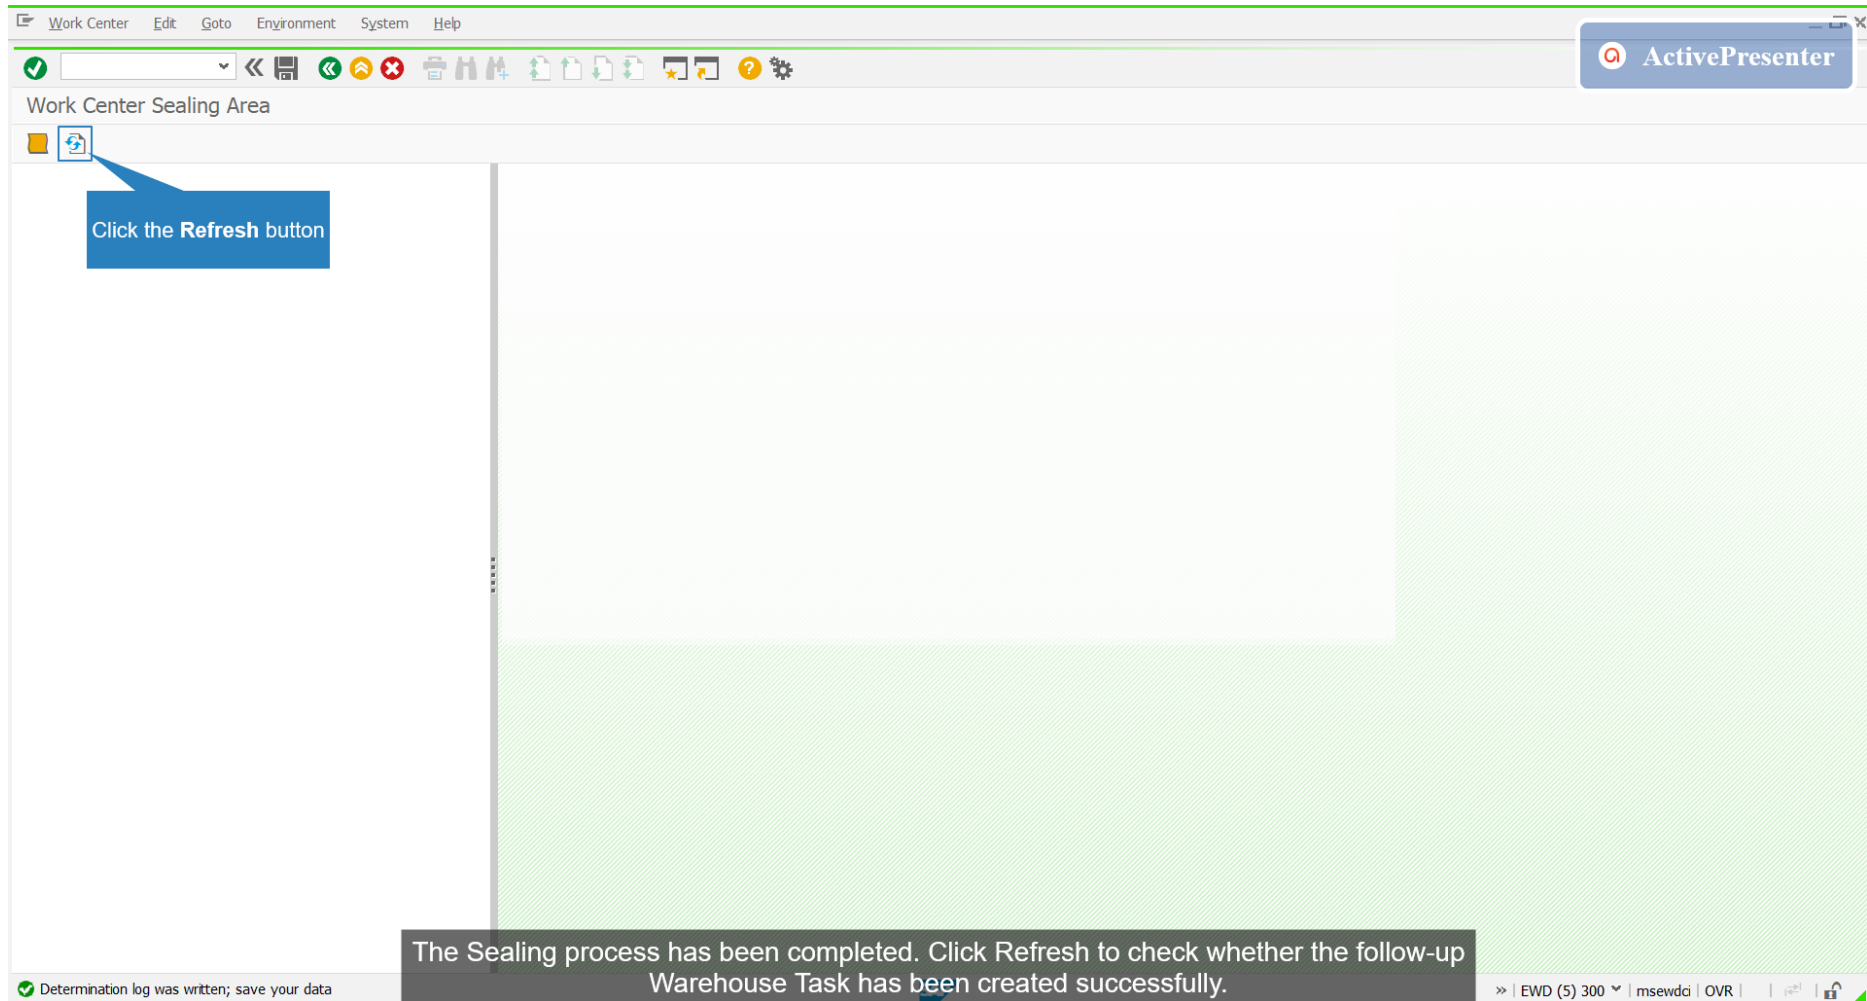 Work Center Edit Goto Environment System Help
ActivePresenter
Work Center Sealing Area
Click the Refresh button
The Sealing process has been completed. Click Refresh to check whether the follow-up
Warehouse Task has been created successfully.
Determination log was written; save your data
EWD (5) 300 msewdci OVR